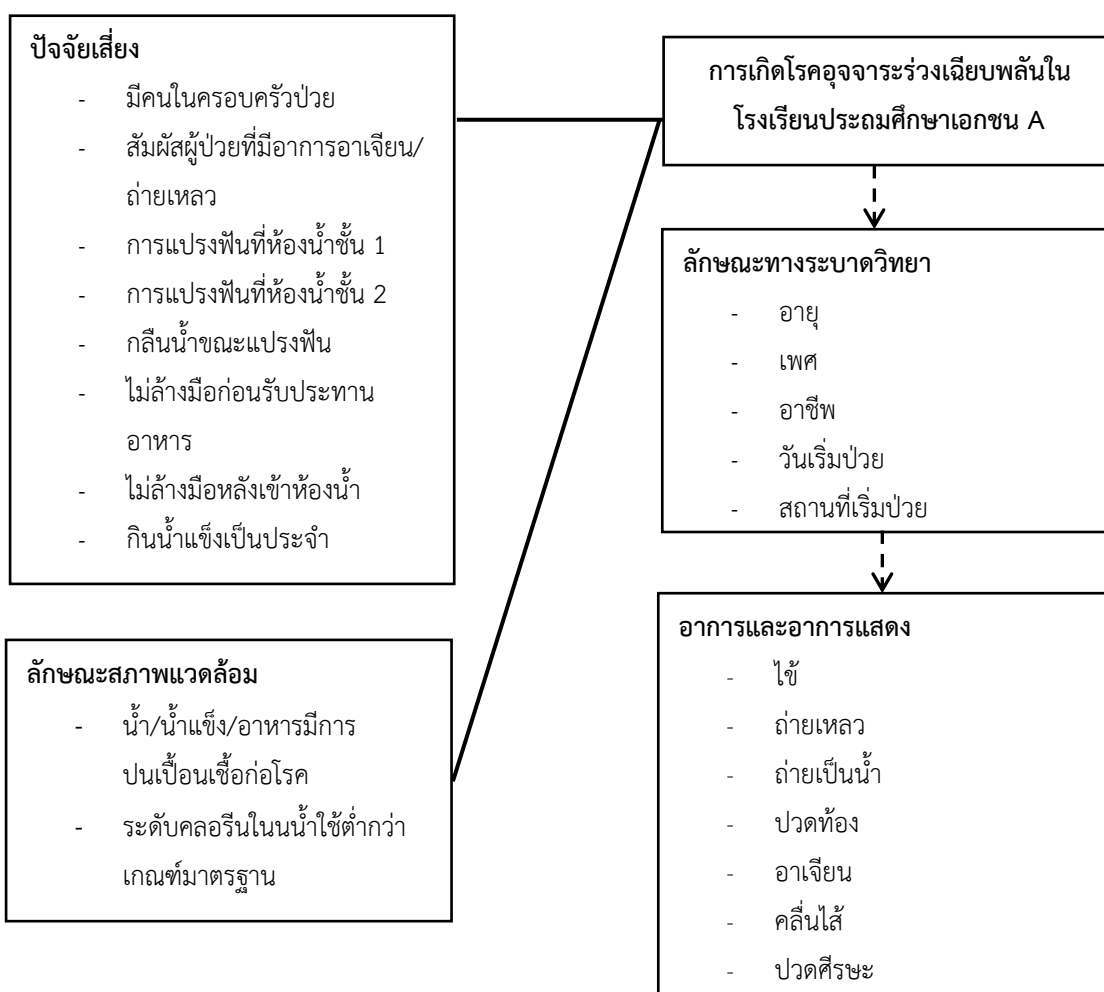 ปัจจัยเสี่ยง
- มีคนในครอบครัวป่วย
- สัมผัสผู้ป่วยที่มีอาการอาเจียน/
ถ่ายเหลว
- การแปรงฟันที่ห้องน้ำชั้น 1
- การแปรงฟันที่ห้องน้ำชั้น 2
- กลืนน้ำขณะแปรงฟัน
- ไม่ล้างมือก่อนรับประทาน
อาหาร
- ไม่ล้างมือหลังเข้าห้องน้ำ
- กินน้ำแข็งเป็นประจำ
ลักษณะสภาพแวดล้อม
- น้ำ/น้ำแข็ง/อาหารมีการ
ปนเปื้อนเชื้อก่อโรค
- ระดับคลอรีนในนน้ำใช้ต่ำกว่า
เกณฑ์มาตรฐาน
การเกิดโรคอุจจาระร่วงเฉียบพลันใน
โรงเรียนประถมศึกษาเอกชน A
ลักษณะทางระบาดวิทยา
- อายุ
- เพศ
- อาชีพ
- วันเริ่มป่วย
- สถานที่เริ่มป่วย
อาการและอาการแสดง
- ไข้
- ถ่ายเหลว
- ถ่ายเป็นน้ำ
- ปวดท้อง
- อาเจียน
- คลื่นไส้
- ปวดศีรษะ